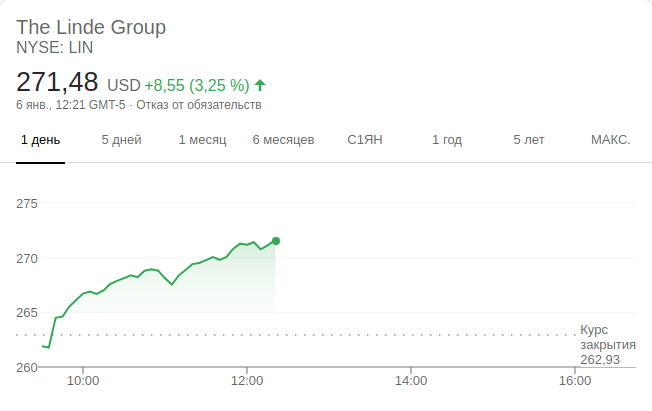 The Linde Group
NYSE: LIN
271,48 USD +8,55 (3,25 %)
6 янв., 12:21 GMT-5 · Отказ от обязательств
1 день 5 дней 1 месяц 6 месяцев С1ЯН 1 год 5 лет МАКС.
275
270
265
Курс
закрытия
262,93
260
10:00 12:00 14:00 16:00